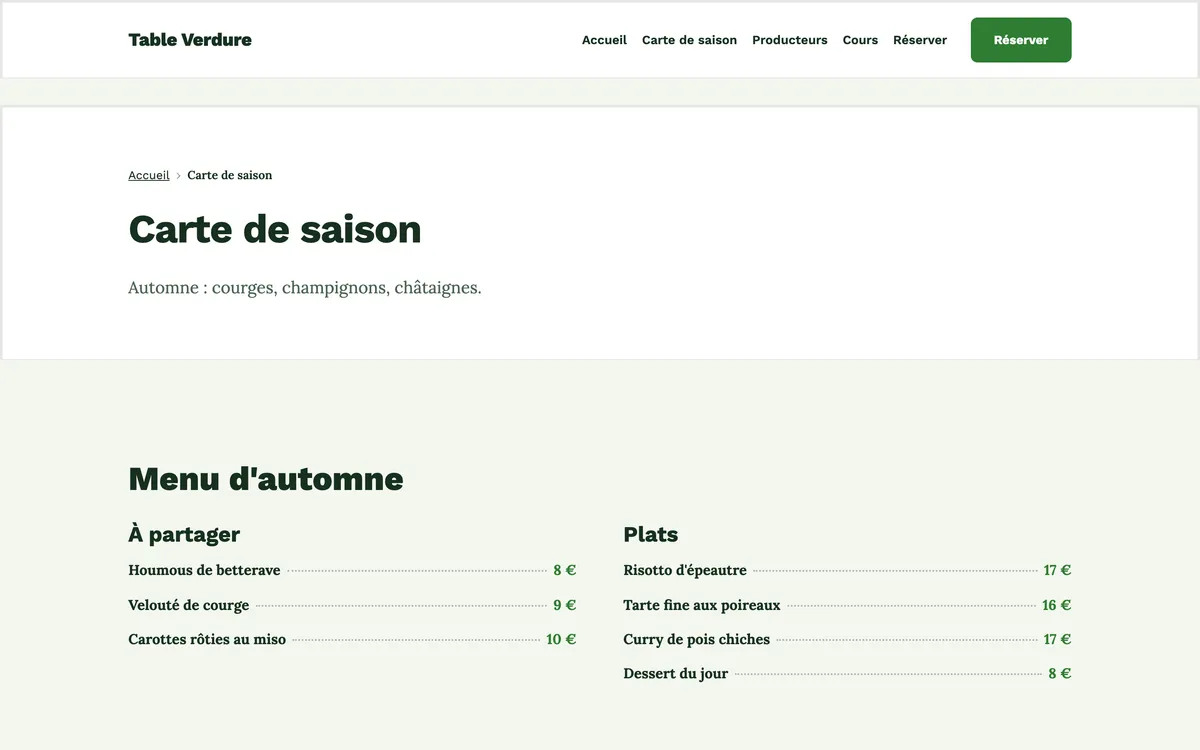 Table Verdure
Accueil Carte de saison Producteurs Cours Réserver Réserver
Accueil › Carte de saison
Carte de saison
Automne : courges, champignons, châtaignes.
Menu d'automne
À partager
Houmous de betterave 8 €
Velouté de courge 9 €
Carottes rôties au miso 10 €
Plats
Risotto d'épeautre 17 €
Tarte fine aux poireaux 16 €
Curry de pois chiches 17 €
Dessert du jour 8 €